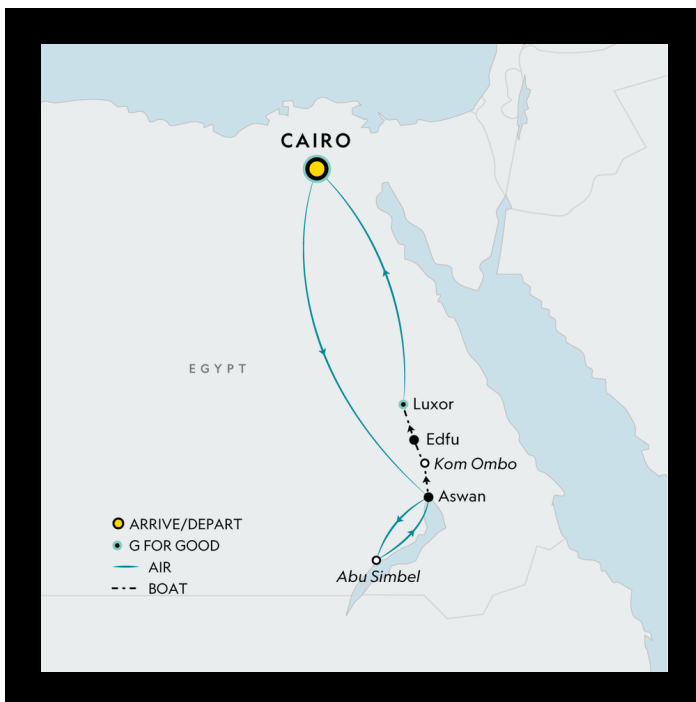 CAIRO
EGYPT
Luxor
Edfu
Kom Ombo
Aswan
Abu Simbel
ARRIVE/DEPART
G FOR GOOD
AIR
BOAT